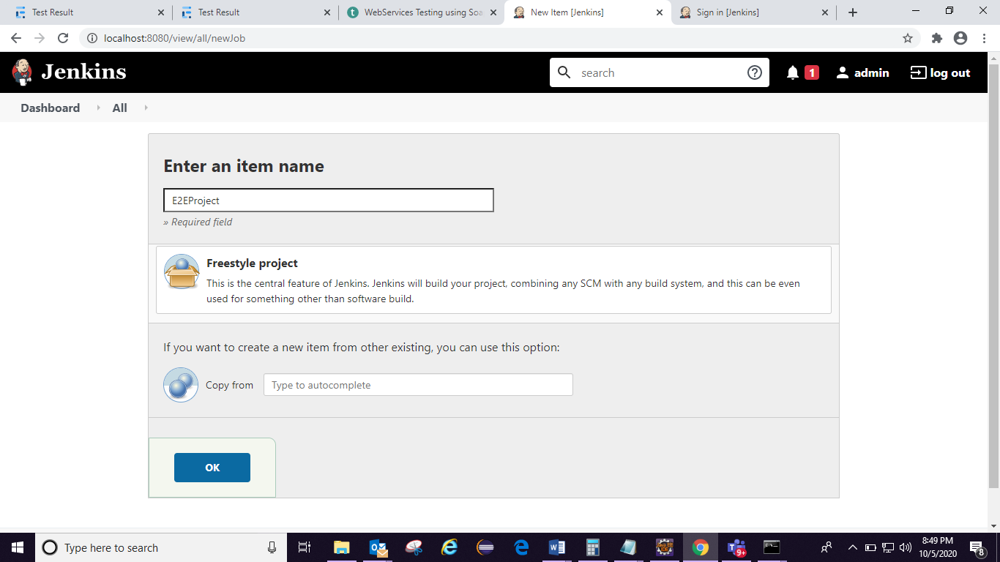 Test Result
Test Result
WebServices Testing using Soa
New Item [Jenkins]
Sign in [Jenkins]
localhost:8080/view/all/newJob
Jenkins
search
1
admin
log out
Dashboard
All
Enter an item name
E2EProject
» Required field
Freestyle project
This is the central feature of Jenkins. Jenkins will build your project, combining any SCM with any build system, and this can be even
used for something other than software build.
If you want to create a new item from other existing, you can use this option:
Copy from
Type to autocomplete
OK
Type here to search
9+
8:49 PM
10/5/2020
8